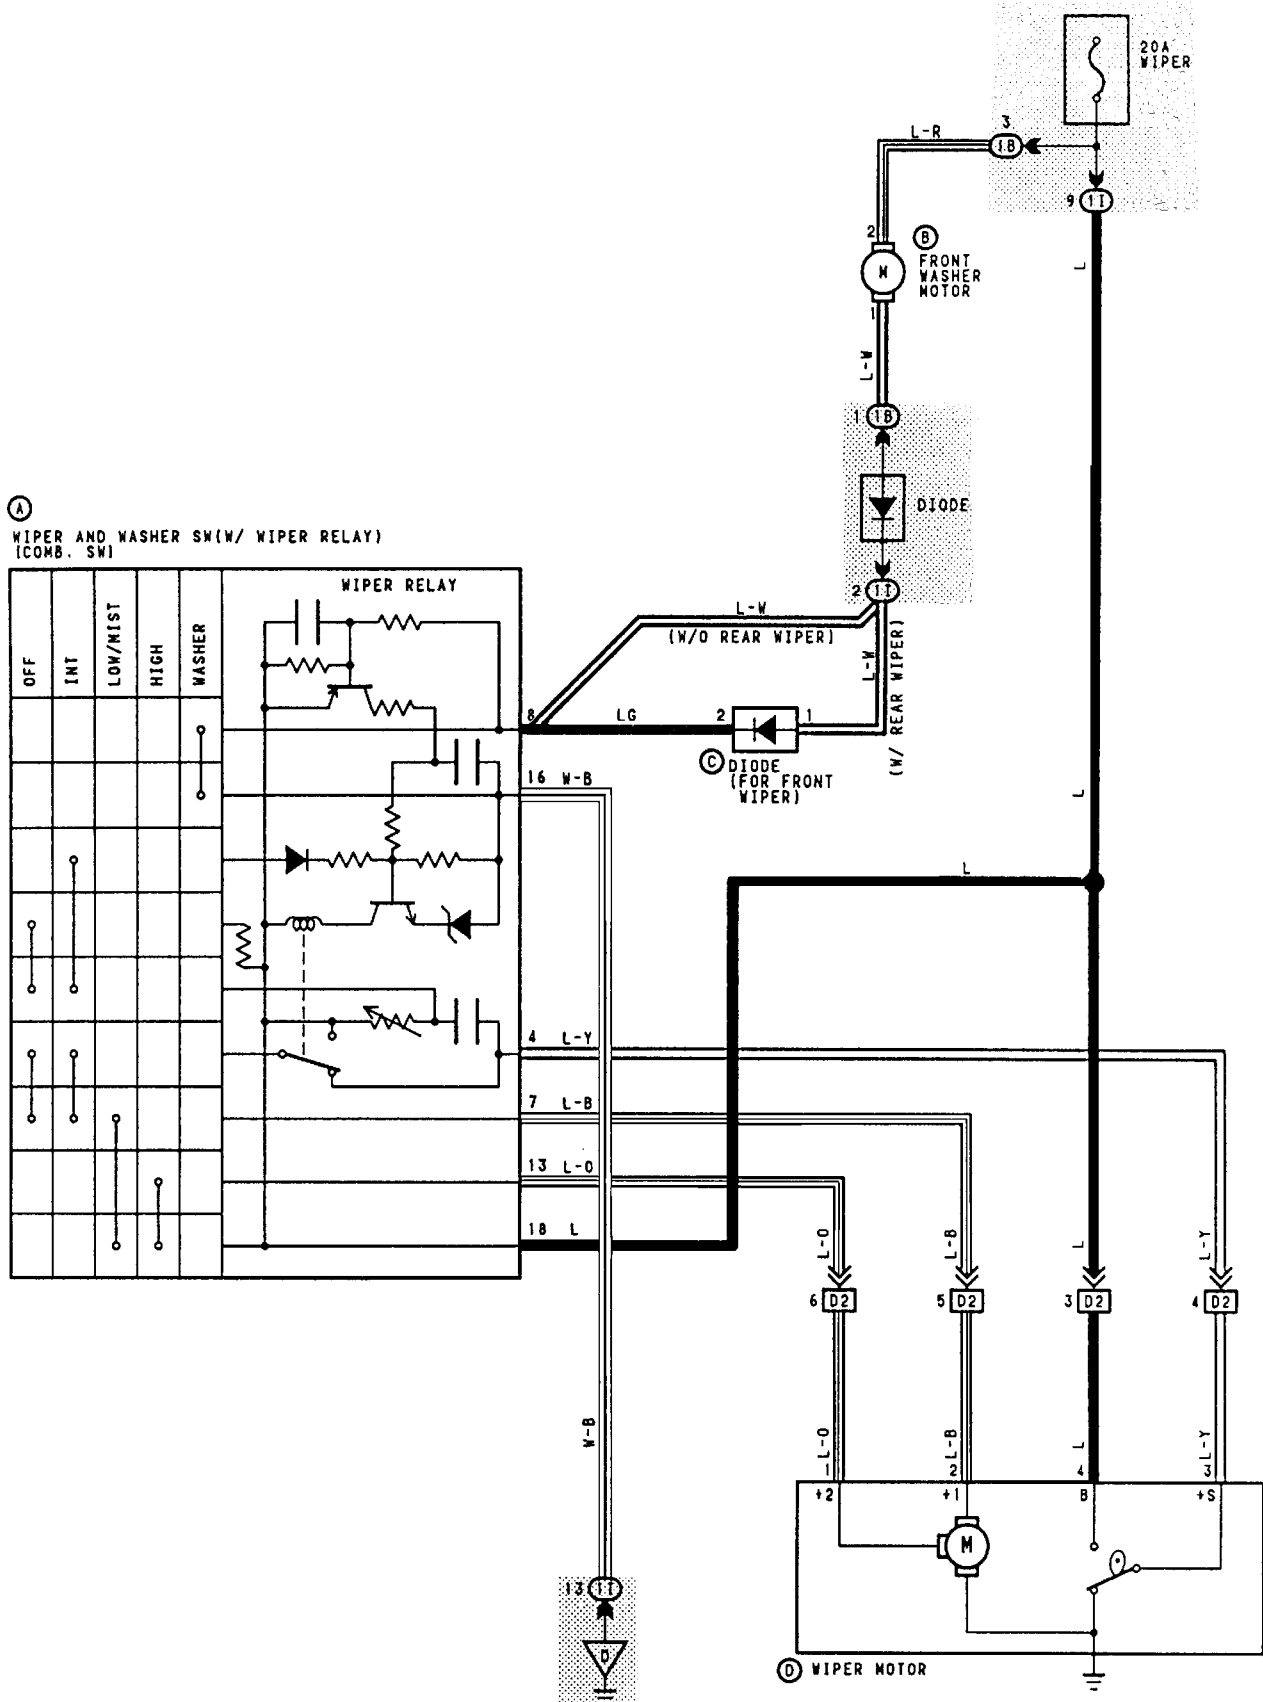 20A
WIPER
3
L-R
1B
9
1I
2
B
FRONT
WASHER
MOTOR
M
1
L
L-W
1
1B
DIODE
A
WIPER AND WASHER SW(W/ WIPER RELAY)
(COMB. SW)
WIPER RELAY
OFF
INT
LOW/MIST
HIGH
WASHER
2
1I
L-W
(W/O REAR WIPER)
L-W
(W/ REAR WIPER)
8
LG
2
1
C
DIODE
(FOR FRONT
WIPER)
16 W-B
L
L
4 L-Y
7 L-B
13 L-O
18 L
L-O
L-B
L
L-Y
6 D2
5 D2
3 D2
4 D2
W-B
L-O
L-B
L
L-Y
1
2
4
3
+2
+1
B
+S
M
13 1I
D
D WIPER MOTOR